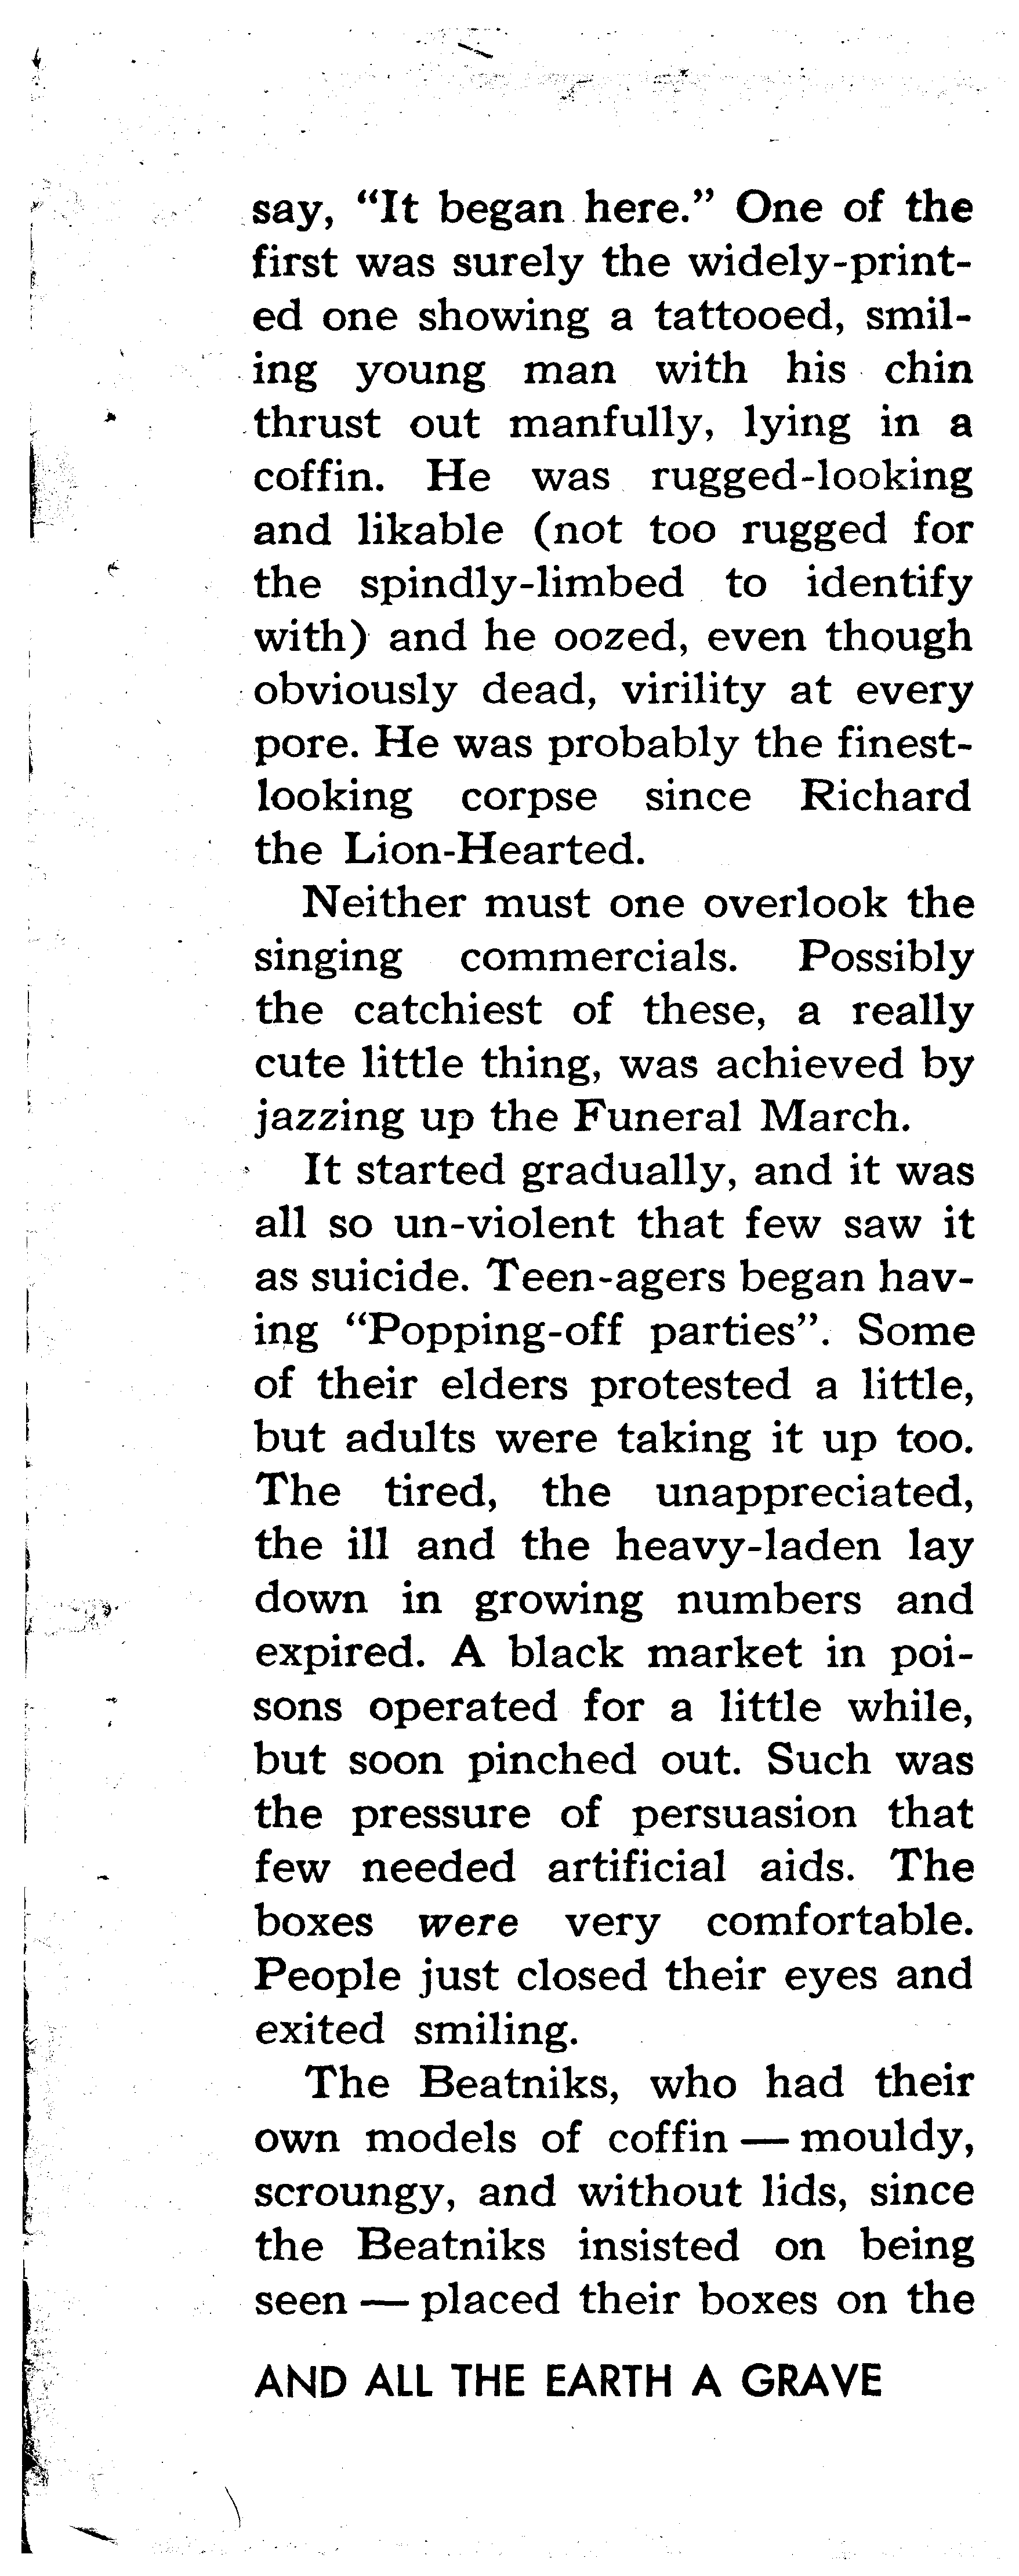 say, “It began here.” One of the
first was surely the widely-print-
ed one showing a tattooed, smil-
ing young man with his chin
thrust out manfully, lying in a
coffin. He was rugged-looking
and likable (not too rugged for
the spindly-limbed to identify
with) and he oozed, even though
obviously dead, virility at every
pore. He was probably the finest-
looking corpse since Richard
the Lion-Hearted.
Neither must one overlook the
singing commercials. Possibly
the catchiest of these, a really
cute little thing, was achieved by
jazzing up the Funeral March.
It started gradually, and it was
all so un-violent that few saw it
as suicide. Teen-agers began hav-
ing “Popping-off parties”. Some
of their elders protested a little,
but adults were taking it up too.
The tired, the unappreciated,
the ill and the heavy-laden lay
down in growing numbers and
expired. A black market in poi-
sons operated for a little while,
but soon pinched out. Such was
the pressure of persuasion that
few needed artificial aids. The
boxes were very comfortable.
People just closed their eyes and
exited smiling.
The Beatniks, who had their
own models of coffin — mouldy,
scroungy, and without lids, since
the Beatniks insisted on being
seen — placed their boxes on the
AND ALL THE EARTH A GRAVE